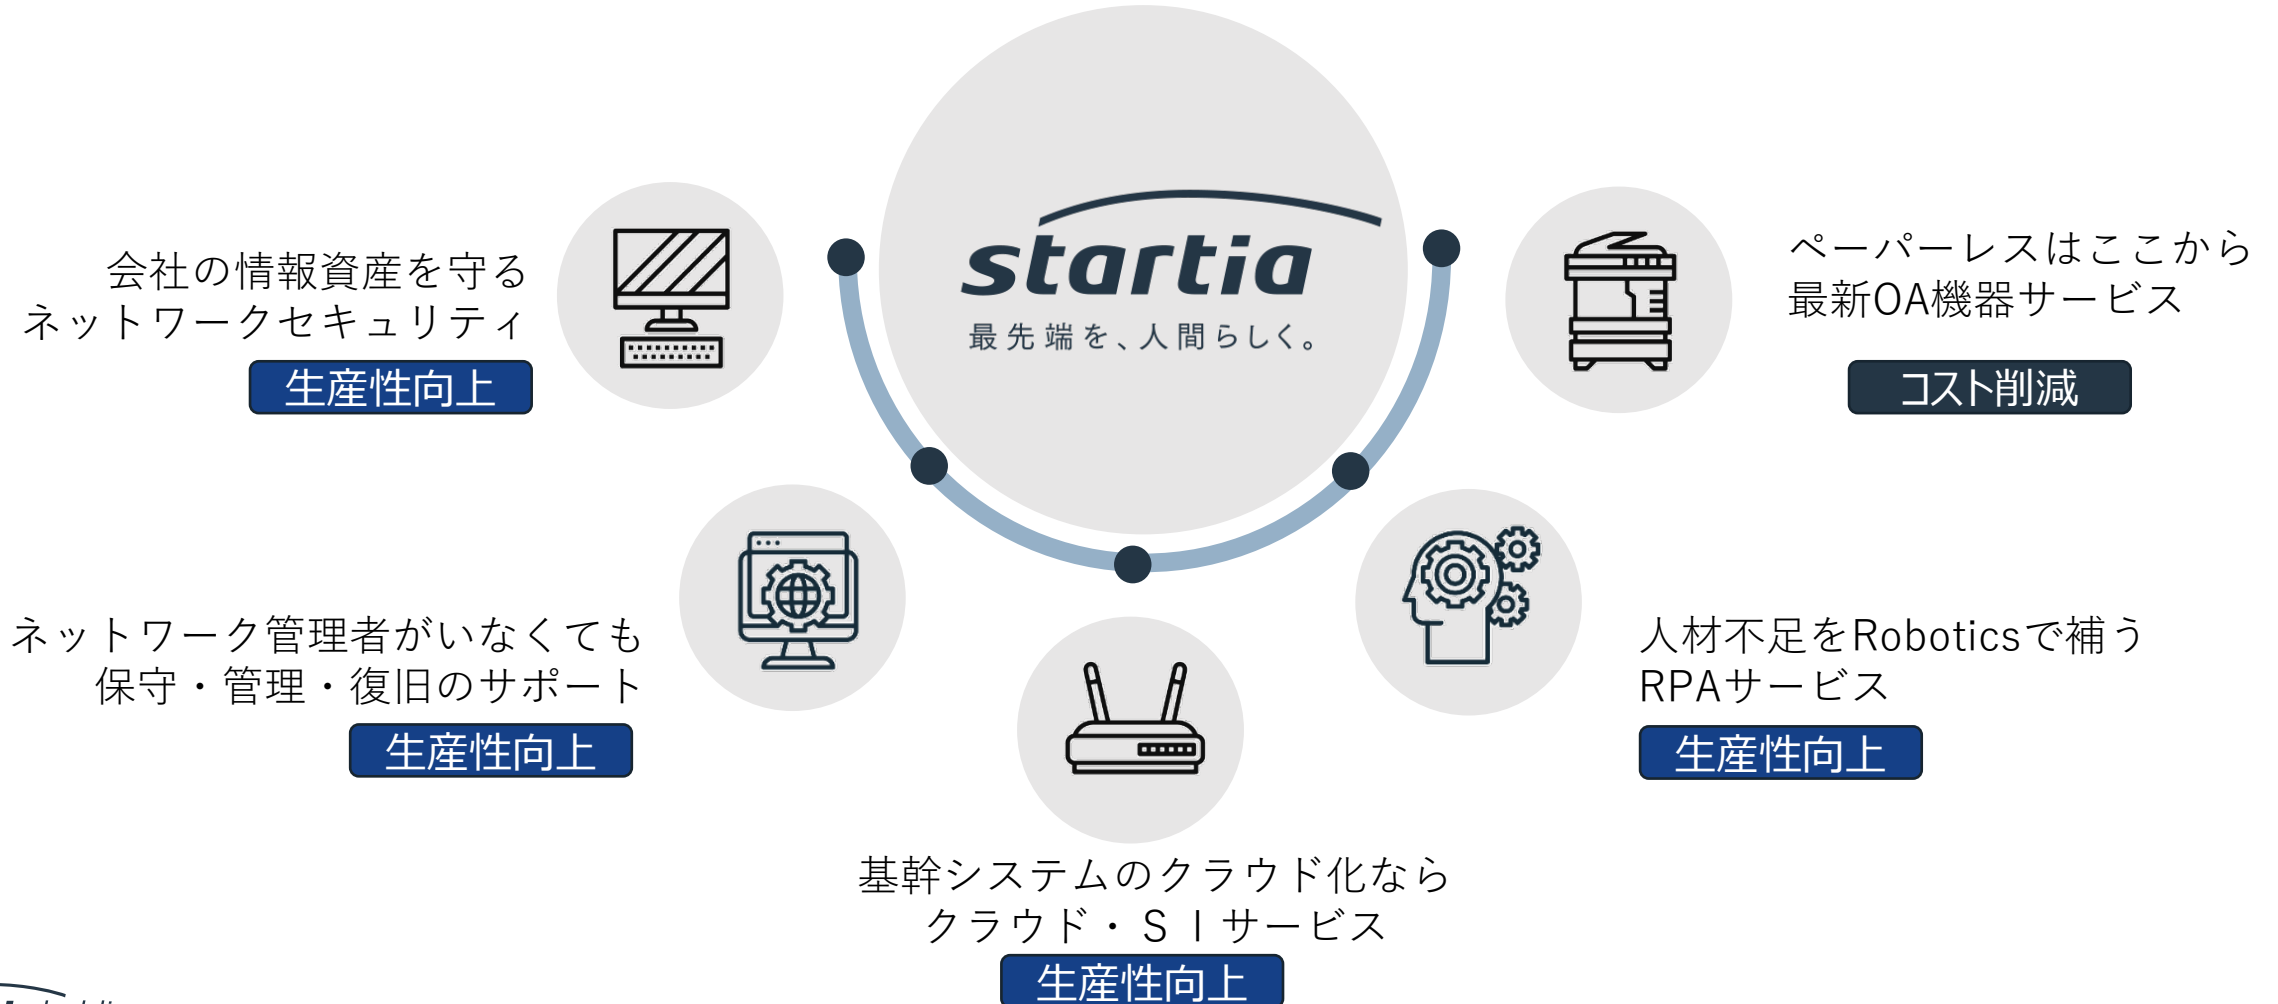 startia
最先端を、人間らしく。
会社の情報資産を守る
ネットワークセキュリティ
生産性向上
ペーパーレスはここから
最新OA機器サービス
コスト削減
ネットワーク管理者がいなくても
保守・管理・復旧のサポート
生産性向上
人材不足をRoboticsで補う
RPAサービス
生産性向上
基幹システムのクラウド化なら
クラウド・ＳＩサービス
生産性向上